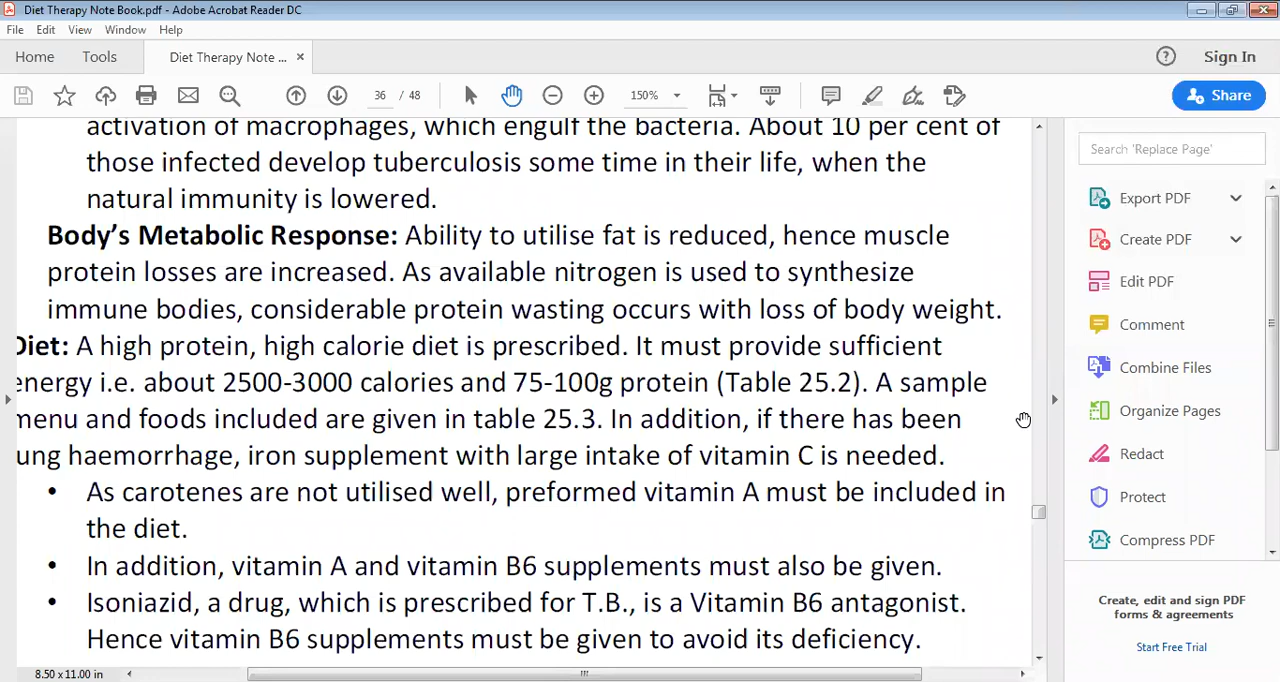 Diet Therapy Note Book.pdf - Adobe Acrobat Reader DC
File Edit View Window Help
Home Tools Diet Therapy Note ... × Sign In
36 / 48 150% Share
activation of macrophages, which engulf the bacteria. About 10 per cent of
those infected develop tuberculosis some time in their life, when the
natural immunity is lowered.
Body's Metabolic Response: Ability to utilise fat is reduced, hence muscle
protein losses are increased. As available nitrogen is used to synthesize
immune bodies, considerable protein wasting occurs with loss of body weight.
Diet: A high protein, high calorie diet is prescribed. It must provide sufficient
energy i.e. about 2500-3000 calories and 75-100g protein (Table 25.2). A sample
menu and foods included are given in table 25.3. In addition, if there has been
ung haemorrhage, iron supplement with large intake of vitamin C is needed.
• As carotenes are not utilised well, preformed vitamin A must be included in
the diet.
• In addition, vitamin A and vitamin B6 supplements must also be given.
• Isoniazid, a drug, which is prescribed for T.B., is a Vitamin B6 antagonist.
Hence vitamin B6 supplements must be given to avoid its deficiency.
8.50 x 11.00 in
Search 'Replace Page'
Export PDF
Create PDF
Edit PDF
Comment
Combine Files
Organize Pages
Redact
Protect
Compress PDF
Create, edit and sign PDF
forms & agreements
Start Free Trial